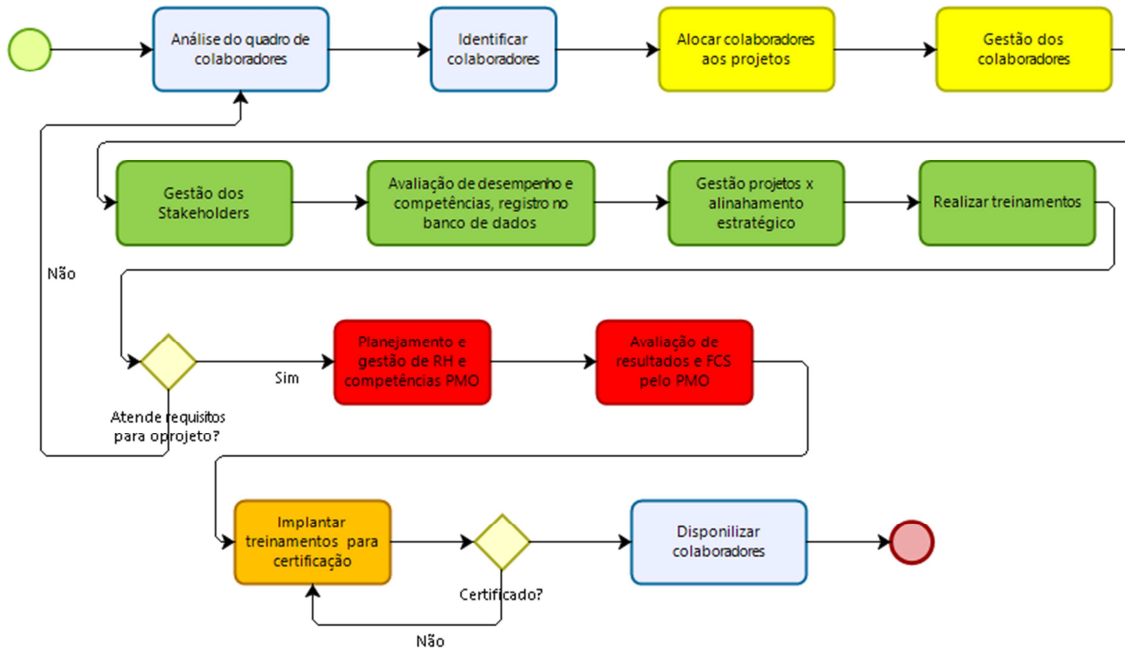 Análise do quadro de
colaboradores
Identificar
colaboradores
Alocar colaboradores
aos projetos
Gestão dos
colaboradores
Gestão dos
Stakeholders
Avaliação de desempenho e
competências, registro no
banco de dados
Gestão projetos x
alinahamento
estratégico
Realizar treinamentos
Não
Atende requisitos
para oprojeto?
Sim
Planejamento e
gestão de RH e
competências PMO
Avaliação de
resultados e FCS
pelo PMO
Implantar
treinamentos para
certificação
Certificado?
Não
Disponilizar
colaboradores